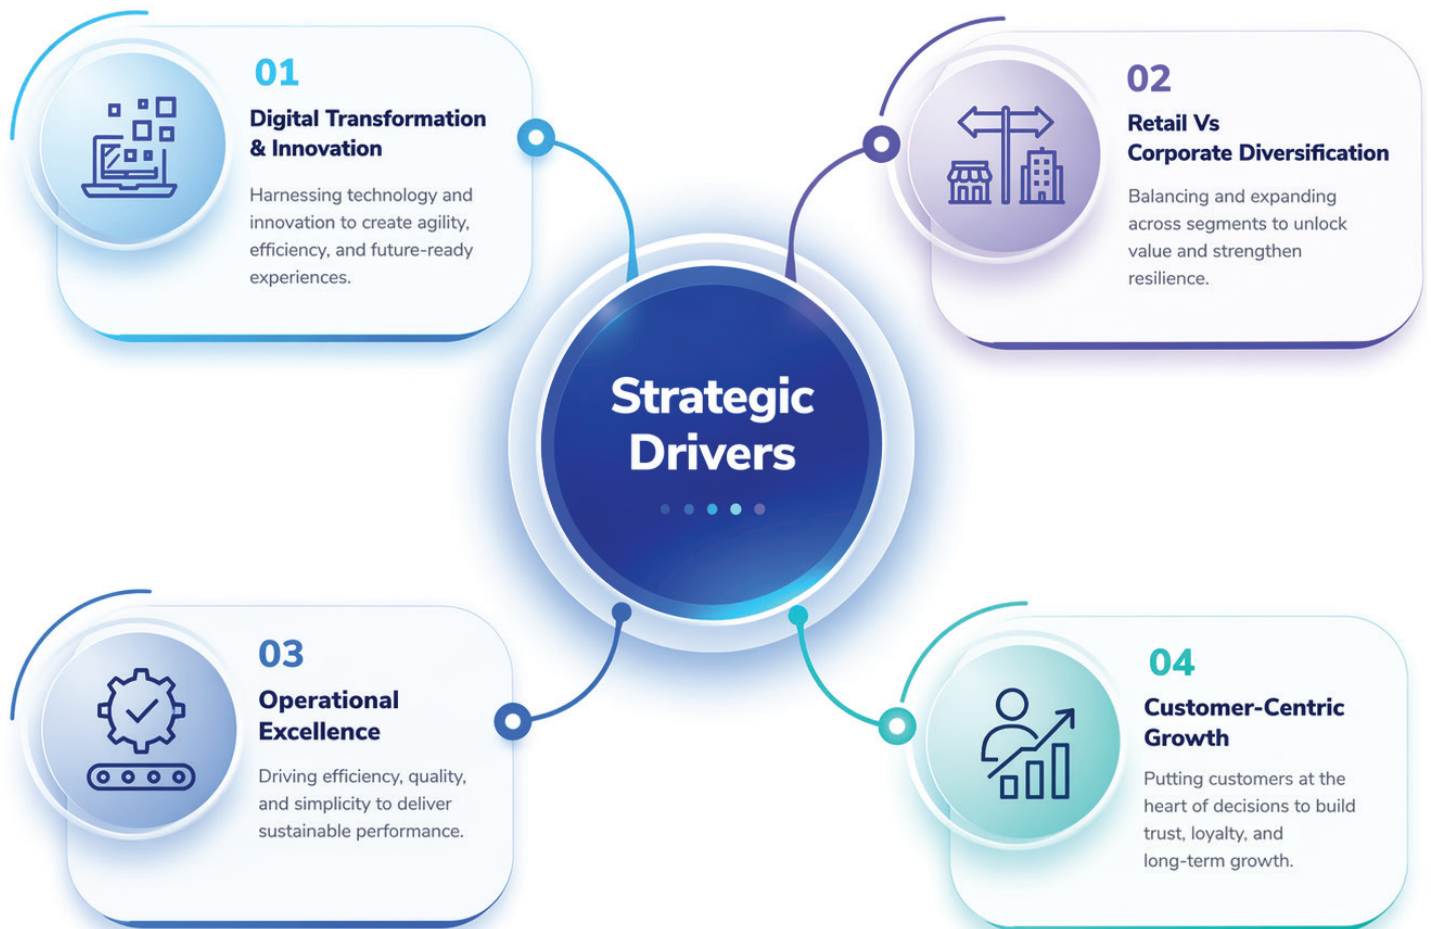 01
Digital Transformation
& Innovation
Harnessing technology and
innovation to create agility,
efficiency, and future-ready
experiences.
02
Retail Vs
Corporate Diversification
Balancing and expanding
across segments to unlock
value and strengthen
resilience.
Strategic
Drivers
03
Operational
Excellence
Driving efficiency, quality,
and simplicity to deliver
sustainable performance.
04
Customer-Centric
Growth
Putting customers at the
heart of decisions to build
trust, loyalty, and
long-term growth.